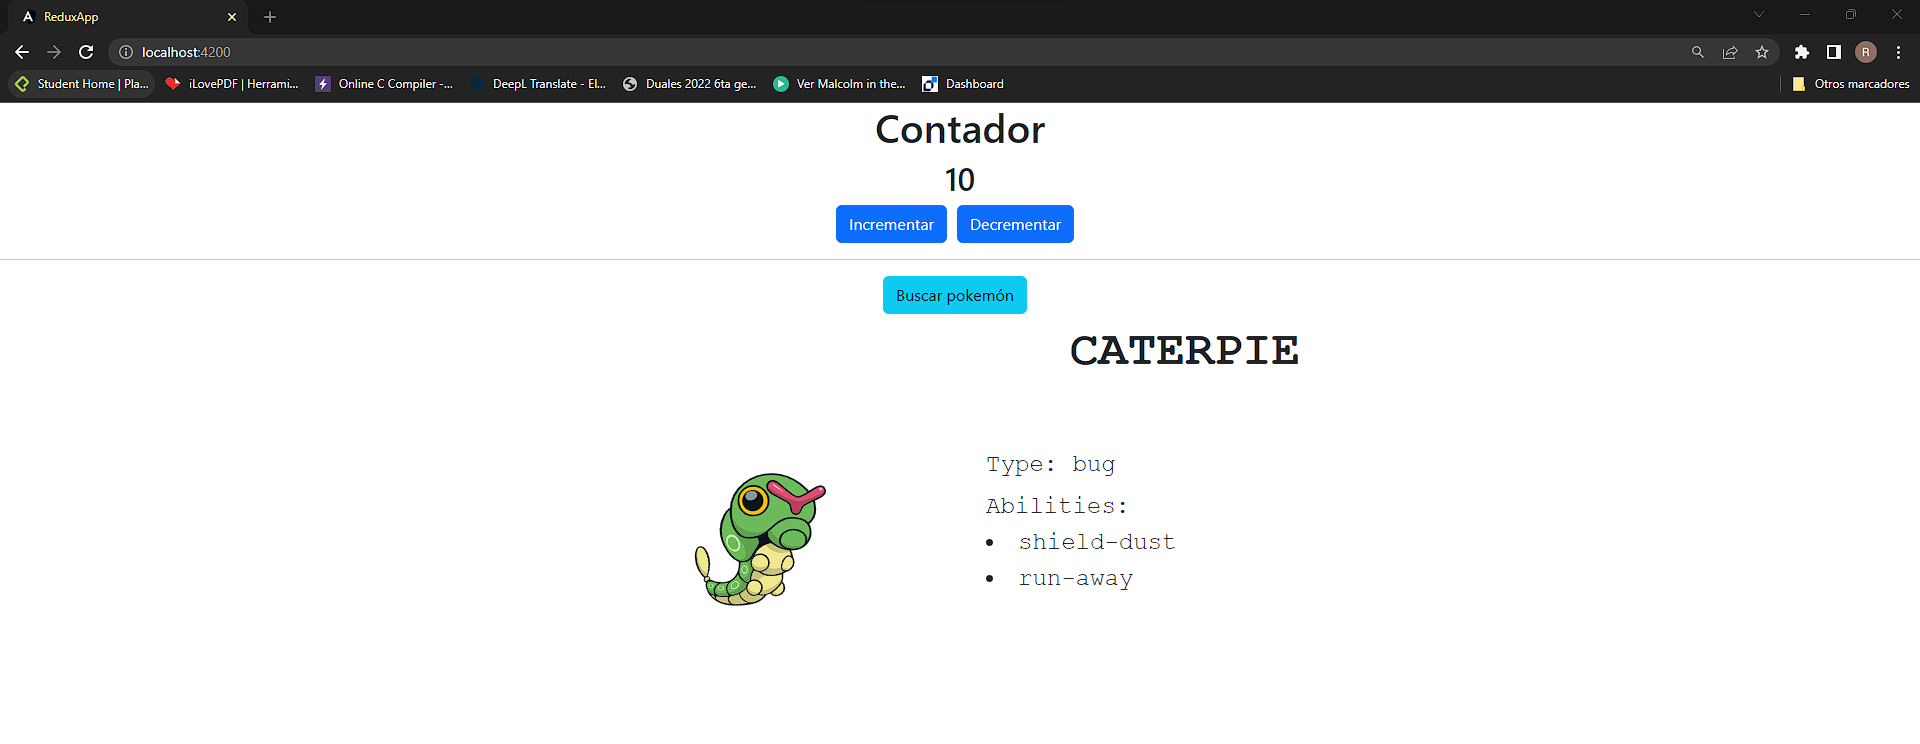 ReduxApp
localhost:4200
R
Student Home | Pla...
iLovePDF | Herrami...
Online C Compiler -...
DeepL Translate - El...
Duales 2022 6ta ge...
Ver Malcolm in the...
Dashboard
Otros marcadores
Contador
10
Incrementar
Decrementar
Buscar pokemón
CATERPIE
Type: bug
Abilities:
• shield-dust
• run-away